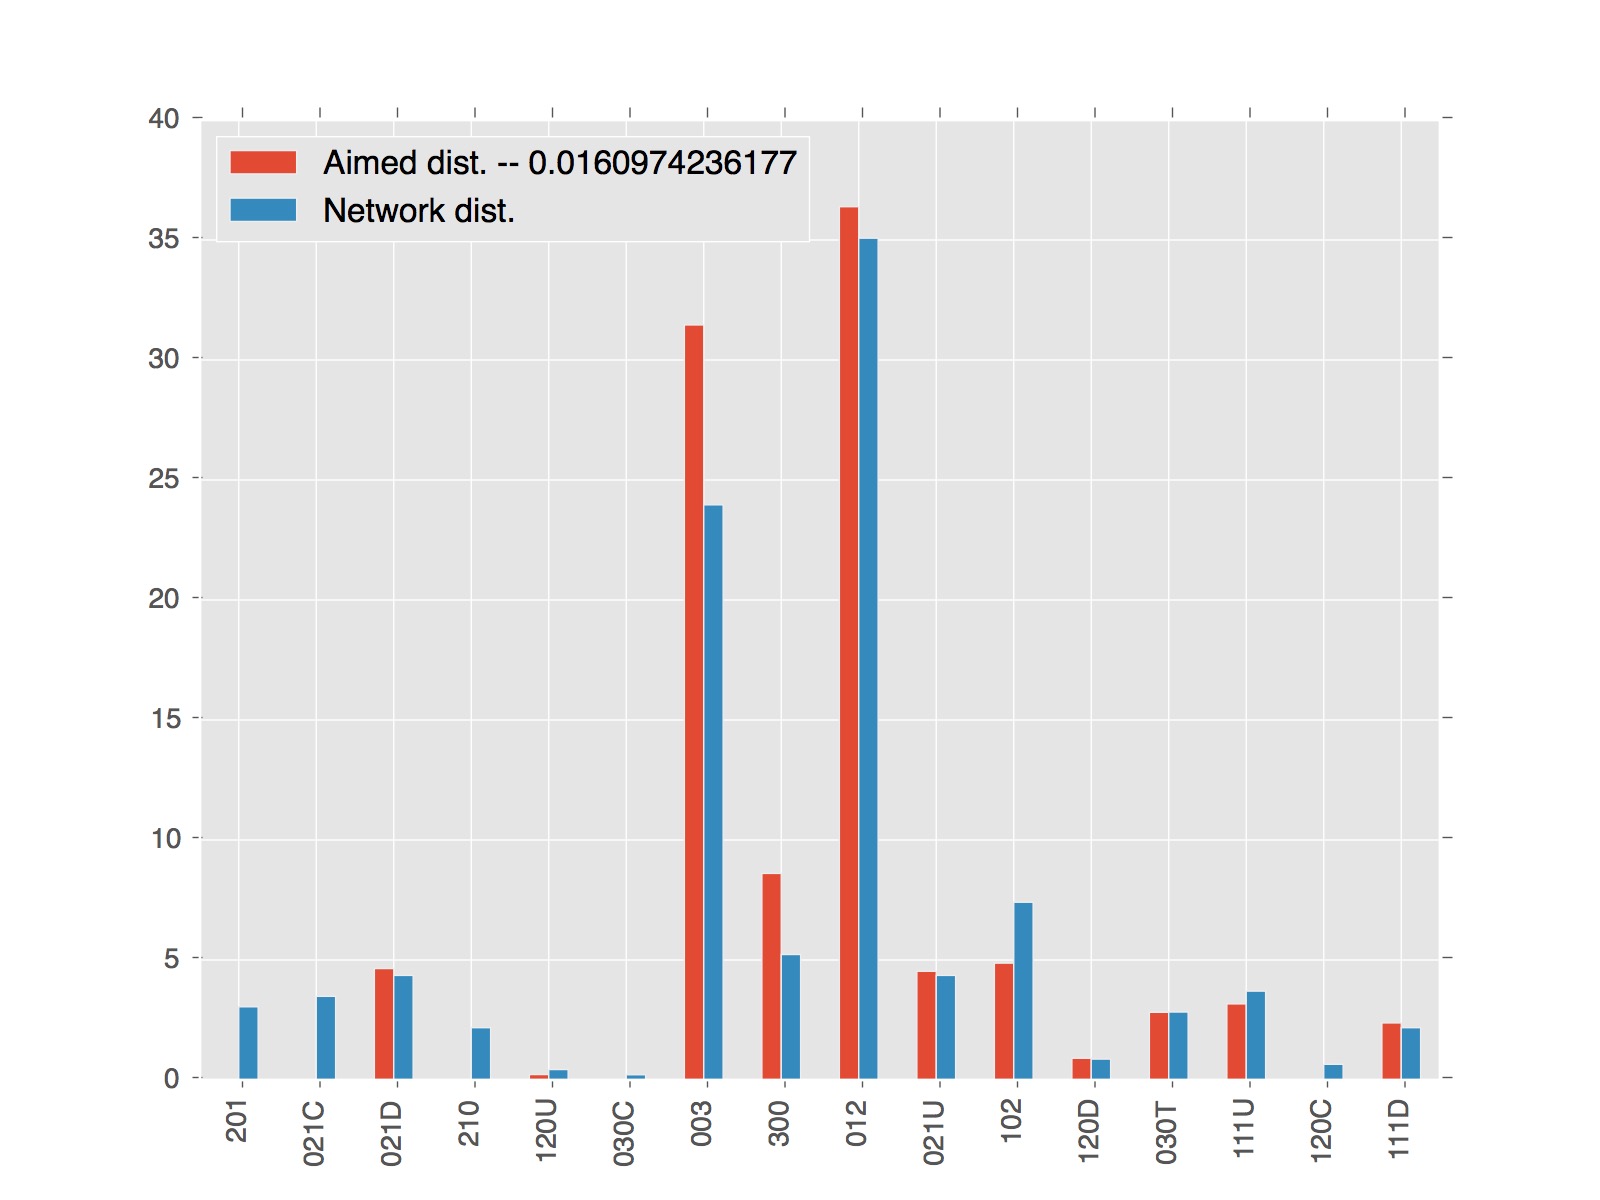 40
35
30
25
20
15
10
5
0
Aimed dist. -- 0.0160974236177
Network dist.
201
021C
021D
210
120U
030C
003
300
012
021U
102
120D
030T
111U
120C
111D